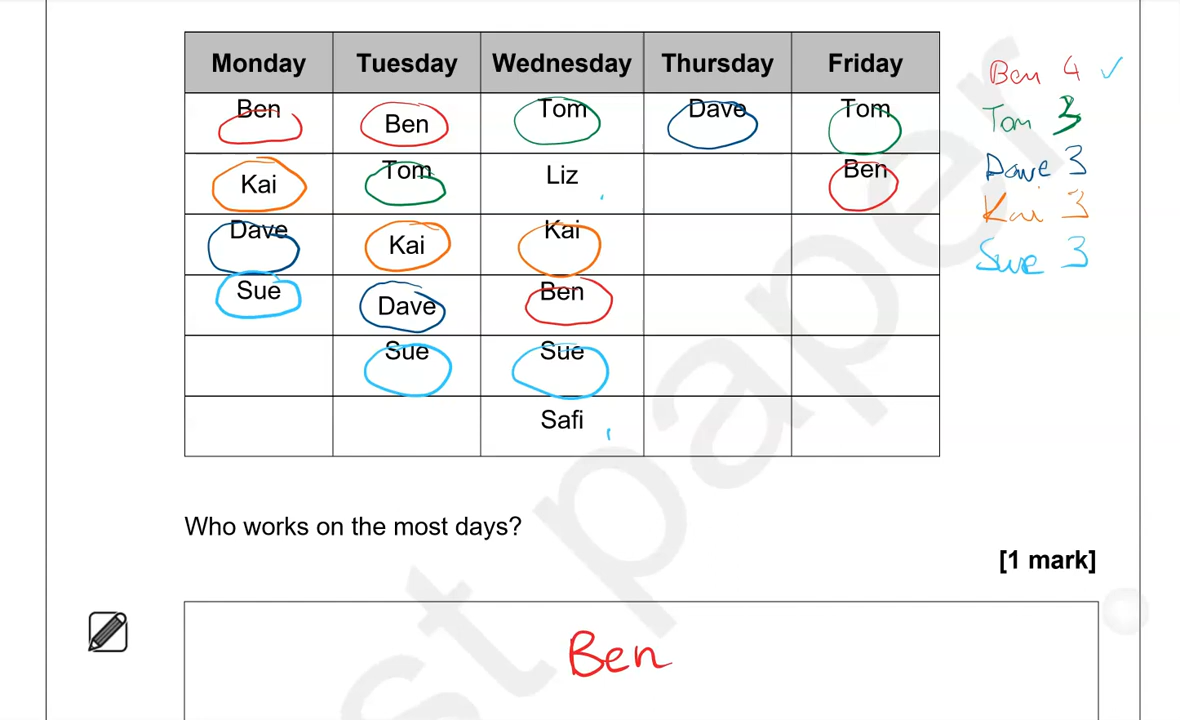 Monday Tuesday Wednesday Thursday Friday
Ben Ben Tom Dave Tom
Kai Tom Liz Ben
Dave Kai Kai
Sue Dave Ben
Sue Sue
Safi
Ben 4 ✓
Tom 3
Dave 3
Kai 3
Sue 3
Who works on the most days?
[1 mark]
Ben
st paper